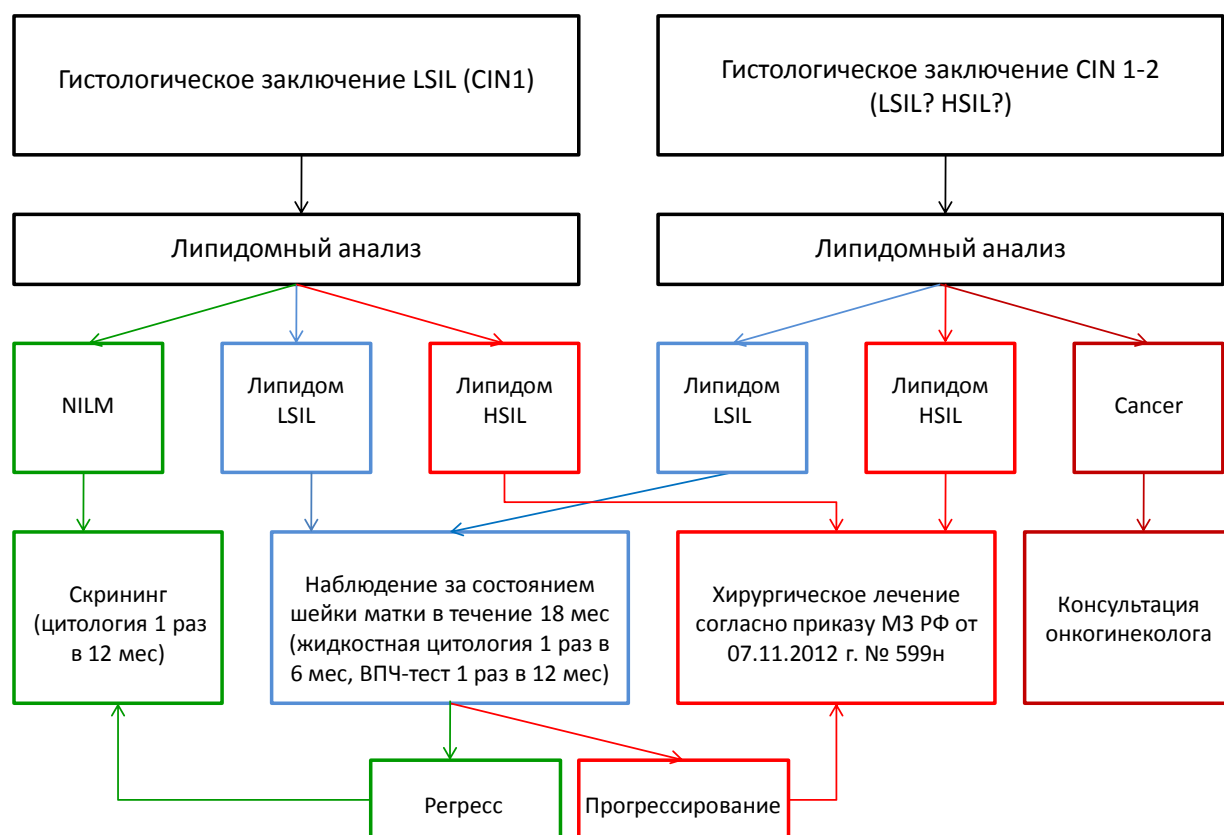 Гистологическое заключение LSIL (CIN1)
Гистологическое заключение CIN 1-2
(LSIL? HSIL?)
Липидомный анализ
Липидомный анализ
NILM
Липидом
LSIL
Липидом
HSIL
Липидом
LSIL
Липидом
HSIL
Cancer
Скрининг
(цитология 1 раз
в 12 мес)
Наблюдение за состоянием
шейки матки в течение 18 мес
(жидкостная цитология 1 раз в
6 мес, ВПЧ-тест 1 раз в 12 мес)
Хирургическое лечение
согласно приказу МЗ РФ от
07.11.2012 г. № 599н
Консультация
онкогинеколога
Регресс
Прогрессирование